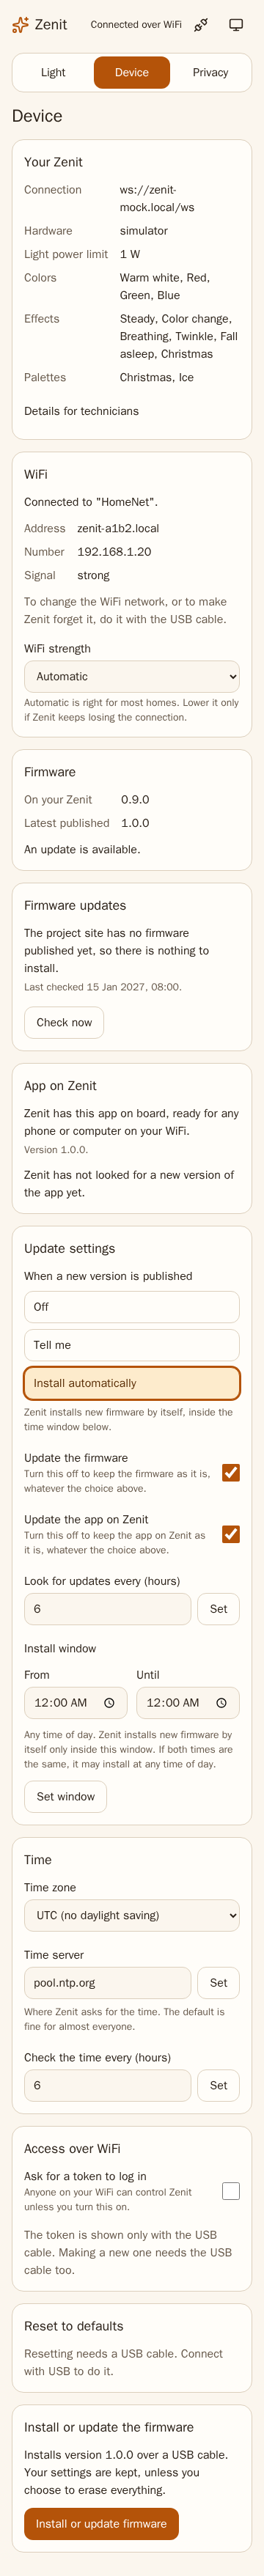 Zenit
Connected over WiFi
Light
Device
Privacy
Device
Your Zenit
Connection
ws://zenit-
mock.local/ws
Hardware
simulator
Light power limit
1 W
Colors
Warm white, Red,
Green, Blue
Effects
Steady, Color change,
Breathing, Twinkle, Fall
asleep, Christmas
Palettes
Christmas, Ice
Details for technicians
WiFi
Connected to "HomeNet".
Address
zenit-a1b2.local
Number
192.168.1.20
Signal
strong
To change the WiFi network, or to make
Zenit forget it, do it with the USB cable.
WiFi strength
Automatic
Automatic is right for most homes. Lower it only
if Zenit keeps losing the connection.
Firmware
On your Zenit
0.9.0
Latest published
1.0.0
An update is available.
Firmware updates
The project site has no firmware
published yet, so there is nothing to
install.
Last checked 15 Jan 2027, 08:00.
Check now
App on Zenit
Zenit has this app on board, ready for any
phone or computer on your WiFi.
Version 1.0.0.
Zenit has not looked for a new version of
the app yet.
Update settings
When a new version is published
Off
Tell me
Install automatically
Zenit installs new firmware by itself, inside the
time window below.
Update the firmware
Turn this off to keep the firmware as it is,
whatever the choice above.
Update the app on Zenit
Turn this off to keep the app on Zenit as
it is, whatever the choice above.
Look for updates every (hours)
6
Set
Install window
From
Until
12:00 AM
12:00 AM
Any time of day. Zenit installs new firmware by
itself only inside this window. If both times are
the same, it may install at any time of day.
Set window
Time
Time zone
UTC (no daylight saving)
Time server
pool.ntp.org
Set
Where Zenit asks for the time. The default is
fine for almost everyone.
Check the time every (hours)
6
Set
Access over WiFi
Ask for a token to log in
Anyone on your WiFi can control Zenit
unless you turn this on.
The token is shown only with the USB
cable. Making a new one needs the USB
cable too.
Reset to defaults
Resetting needs a USB cable. Connect
with USB to do it.
Install or update the firmware
Installs version 1.0.0 over a USB cable.
Your settings are kept, unless you
choose to erase everything.
Install or update firmware